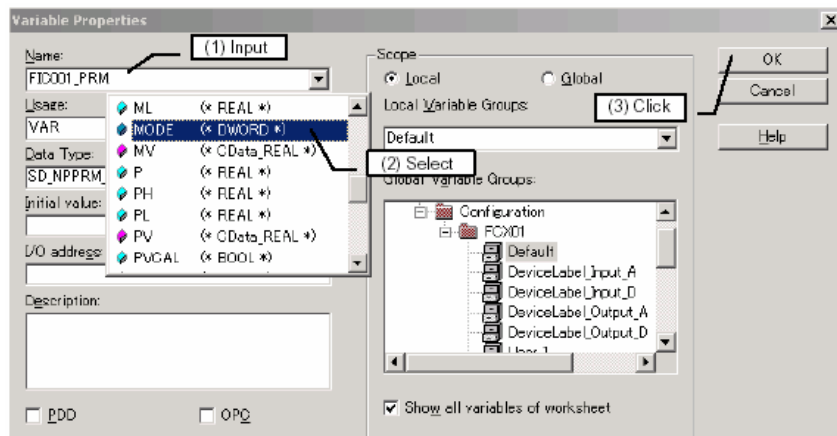 Variable Properties
Name:
(1) Input
FIC001_PRM
Usage:
VAR
Data Type:
SD_NPPRM_
Initial value:
I/O address:
Description:
PDD
OPC
ML (* REAL *)
MODE (* DWORD *)
MV (* CData_REAL *)
P (* REAL *)
PH (* REAL *)
PL (* REAL *)
PV (* CData_REAL *)
PVCAL (* BOOL *)
(2) Select
Scope
Local
Global
Local Variable Groups:
(3) Click
Default
Global Variable Groups:
Configuration
FCX01
Default
DeviceLabel_Input_A
DeviceLabel_Input_D
DeviceLabel_Output_A
DeviceLabel_Output_D
Show all variables of worksheet
OK
Cancel
Help